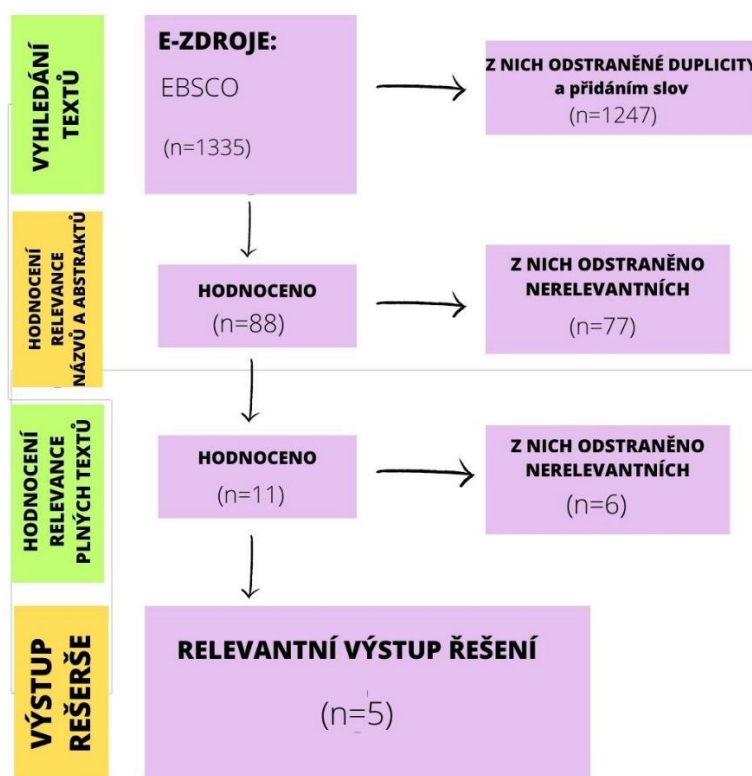 VYHLEDÁNÍ
TEXTŮ
E-ZDROJE:
EBSCO
(n=1335)
Z NICH ODSTRANĚNÉ DUPLICITY
a přidáním slov
(n=1247)
HODNOCENÍ
RELEVANCE
NÁZVŮ A ABSTRAKTŮ
HODNOCENO
(n=88)
Z NICH ODSTRANĚNO
NERELEVANTNÍCH
(n=77)
HODNOCENÍ
RELEVANCE
PLNÝCH TEXTŮ
HODNOCENO
(n=11)
Z NICH ODSTRANĚNO
NERELEVANTNÍCH
(n=6)
VÝSTUP
REŠERŠE
RELEVANTNÍ VÝSTUP ŘEŠENÍ
(n=5)